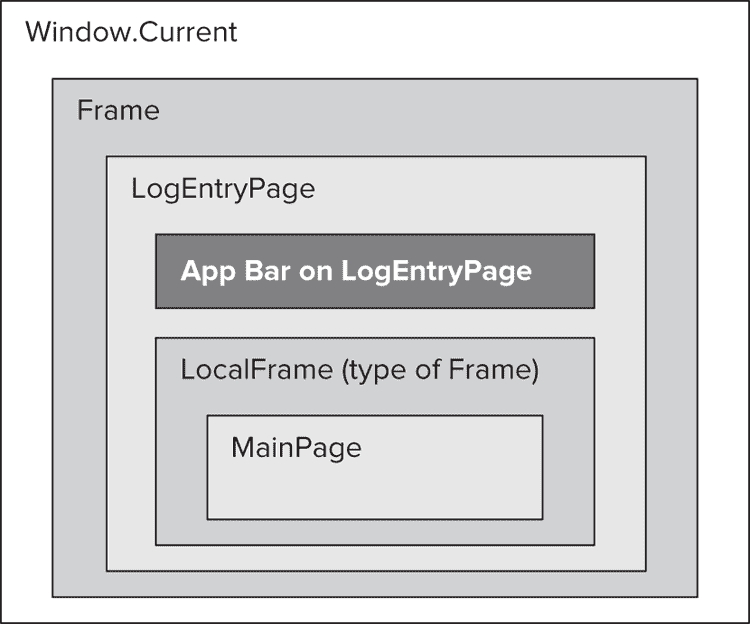 Window.Current
Frame
LogEntryPage
App Bar on LogEntryPage
LocalFrame (type of Frame)
MainPage